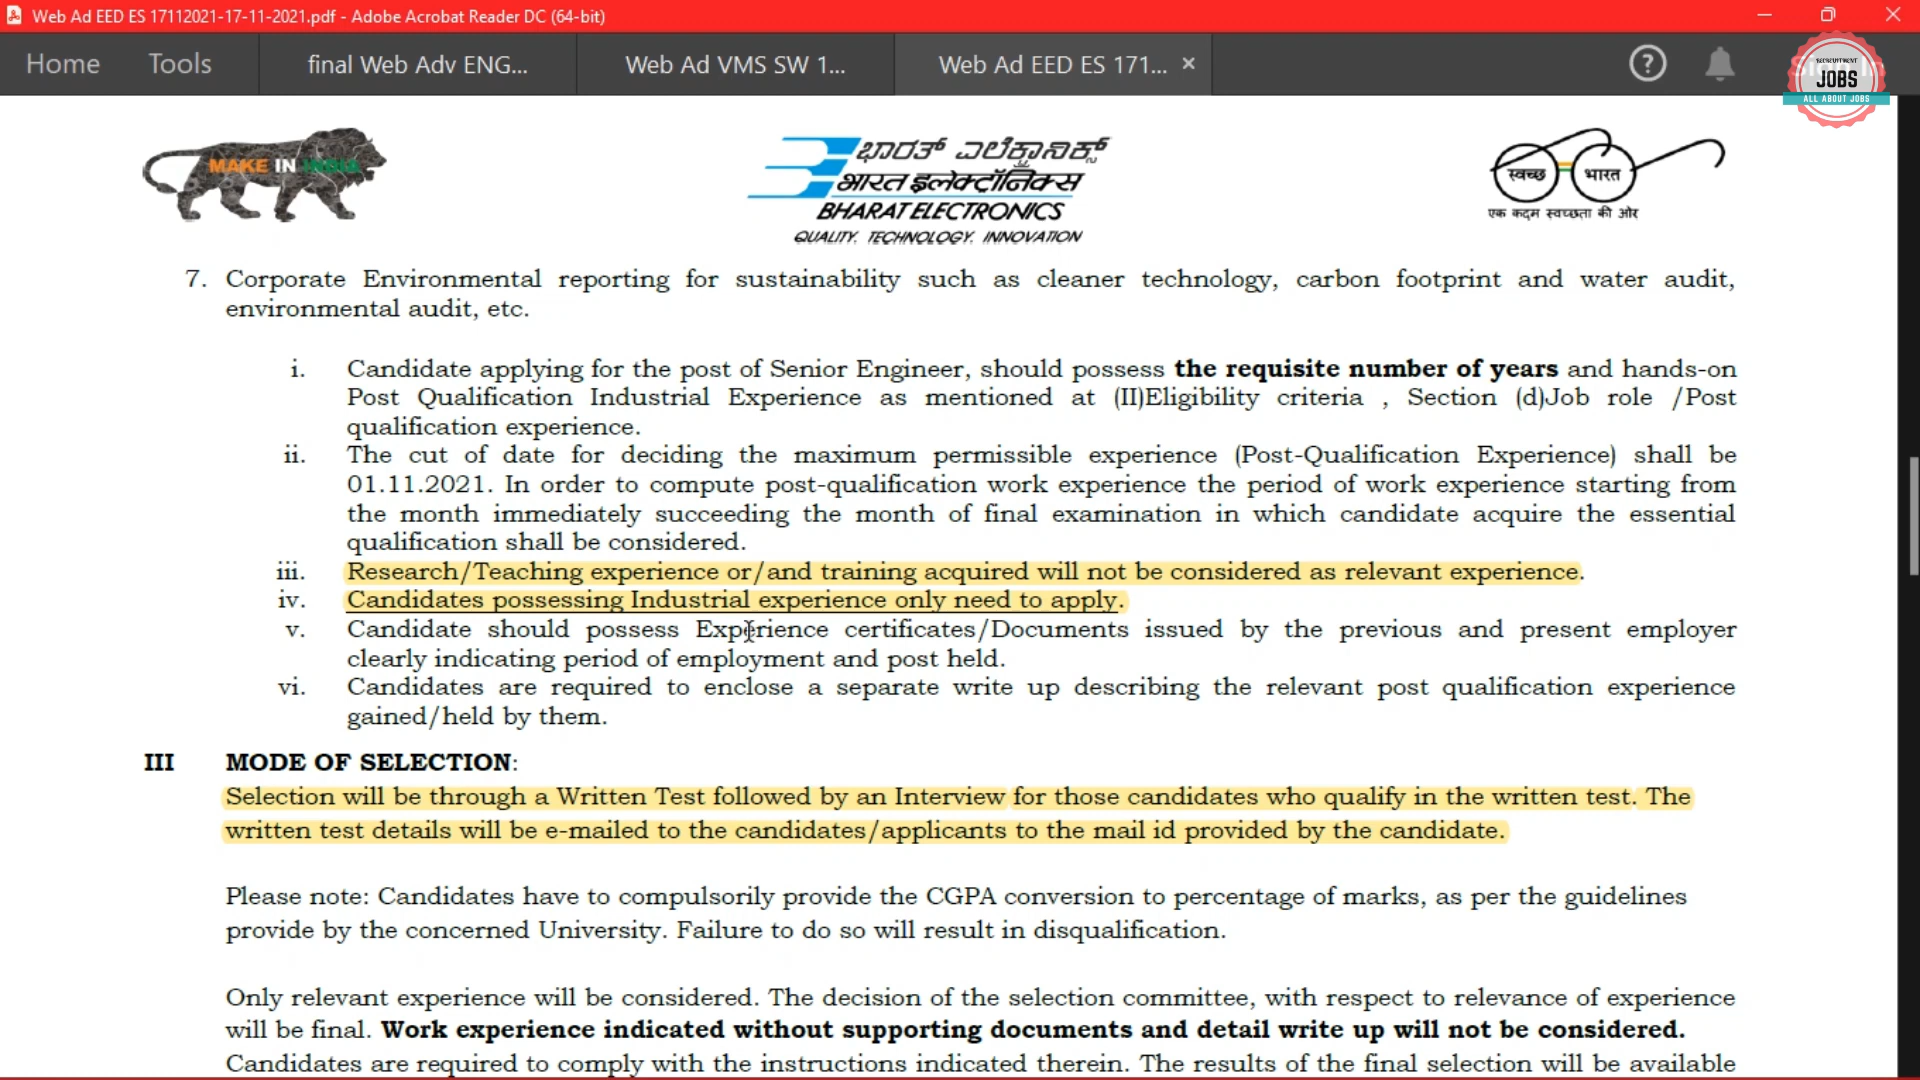 Web Ad EED ES 17112021-17-11-2021.pdf - Adobe Acrobat Reader DC (64-bit)
Home Tools final Web Adv ENG... Web Ad VMS SW 1... Web Ad EED ES 171... ×
RECRUITMENT
JOBS
ALL ABOUT JOBS
MAKE IN INDIA
ಭಾರತ್ ಎಲೆಕ್ಟ್ರಾನಿಕ್ಸ್
भारत इलेक्ट्रॉनिक्स
BHARAT ELECTRONICS
QUALITY. TECHNOLOGY. INNOVATION
स्वच्छ भारत
एक कदम स्वच्छता की ओर
7. Corporate Environmental reporting for sustainability such as cleaner technology, carbon footprint and water audit,
environmental audit, etc.
i. Candidate applying for the post of Senior Engineer, should possess the requisite number of years and hands-on
Post Qualification Industrial Experience as mentioned at (II)Eligibility criteria , Section (d)Job role /Post
qualification experience.
ii. The cut of date for deciding the maximum permissible experience (Post-Qualification Experience) shall be
01.11.2021. In order to compute post-qualification work experience the period of work experience starting from
the month immediately succeeding the month of final examination in which candidate acquire the essential
qualification shall be considered.
iii. Research/Teaching experience or/and training acquired will not be considered as relevant experience.
iv. Candidates possessing Industrial experience only need to apply.
v. Candidate should possess Experience certificates/Documents issued by the previous and present employer
clearly indicating period of employment and post held.
vi. Candidates are required to enclose a separate write up describing the relevant post qualification experience
gained/held by them.
III MODE OF SELECTION:
Selection will be through a Written Test followed by an Interview for those candidates who qualify in the written test. The
written test details will be e-mailed to the candidates/applicants to the mail id provided by the candidate.
Please note: Candidates have to compulsorily provide the CGPA conversion to percentage of marks, as per the guidelines
provide by the concerned University. Failure to do so will result in disqualification.
Only relevant experience will be considered. The decision of the selection committee, with respect to relevance of experience
will be final. Work experience indicated without supporting documents and detail write up will not be considered.
Candidates are required to comply with the instructions indicated therein. The results of the final selection will be available